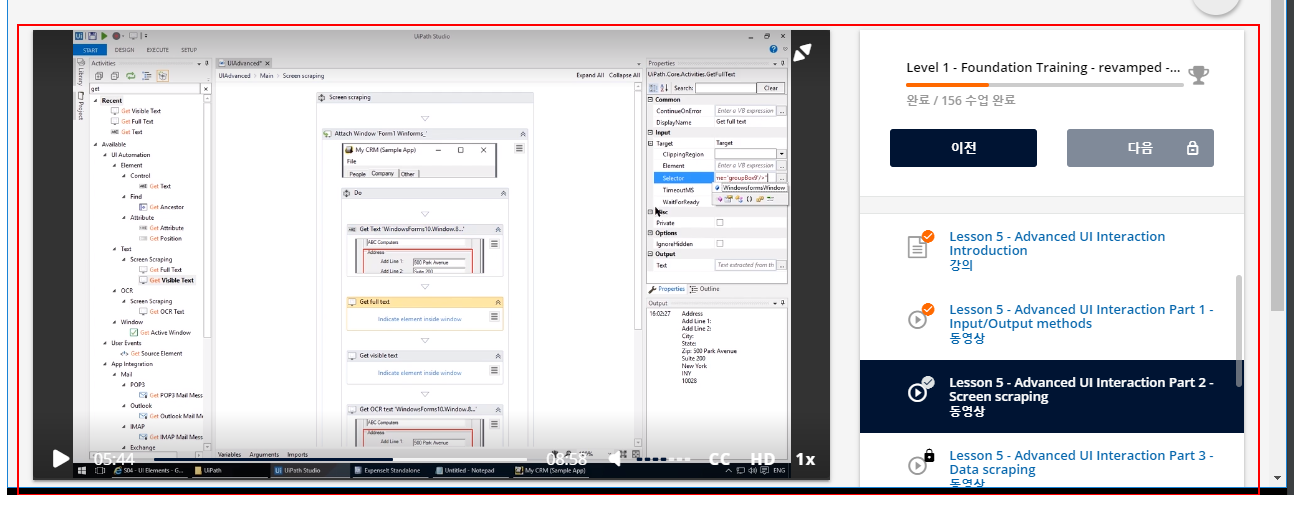 UiPath Studio
START DESIGN EXECUTE SETUP
Activities
UIAdvanced*
Properties
UIAdvanced > Main > Screen scraping
Expand All Collapse All
UiPath.Core.Activities.GetFullText
Library
Project
get
Search:
Clear
Recent
Get Visible Text
Get Full Text
Get Text
Available
UI Automation
Element
Control
Get Text
Find
Get Ancestor
Attribute
Get Attribute
Get Position
Text
Screen Scraping
Get Full Text
Get Visible Text
OCR
Screen Scraping
Get OCR Text
Window
Get Active Window
User Events
Get Source Element
App Integration
Mail
POP3
Get POP3 Mail Mess
Outlook
Get Outlook Mail M
IMAP
Get IMAP Mail Mess
Exchange
Screen scraping
Attach Window 'Form1 Winforms_'
My CRM (Sample App)
File
People Company Other
Do
Get Text 'WindowsForms10.Window.8...'
ABC Computers
Address
Add Line 1: 500 Park Avenue
Add Line 2: Suite 200
Get full text
Indicate element inside window
Get visible text
Indicate element inside window
Get OCR text 'WindowsForms10.Window.8...'
ABC Computers
Address
Add Line 1: 500 Park Avenue
Variables Arguments Imports
Common
ContinueOnError Enter a VB expression
DisplayName Get full text
Input
Target Target
ClippingRegion
Element Enter a VB expression
Selector me='groupBox9'/>"
TimeoutMS WindowsformsWindow
WaitForReady
Misc
Private
Options
IgnoreHidden
Output
Text Text extracted from th
Properties Outline
Output
16:02:27 Address
Add Line 1:
Add Line 2:
City:
State:
Zip: 500 Park Avenue
Suite 200
New York
INY
10028
05:44
08:58
CC HD 1x
S04 - UI Elements - G...
UiPath
UiPath Studio
ExpenseIt Standalone
Untitled - Notepad
My CRM (Sample App)
ENG
Level 1 - Foundation Training - revamped -...
완료 / 156 수업 완료
이전
다음
Lesson 5 - Advanced UI Interaction
Introduction
강의
Lesson 5 - Advanced UI Interaction Part 1 -
Input/Output methods
동영상
Lesson 5 - Advanced UI Interaction Part 2 -
Screen scraping
동영상
Lesson 5 - Advanced UI Interaction Part 3 -
Data scraping
동영상